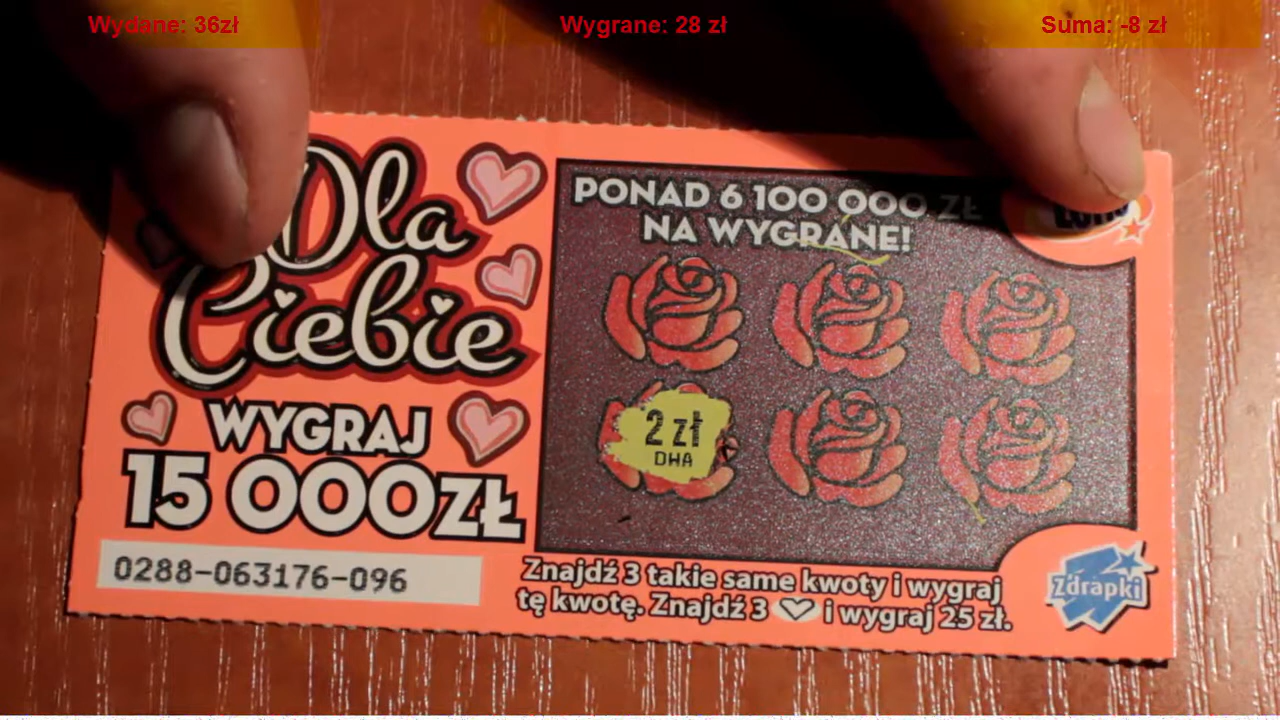 Wydane: 36zł
Wygrane: 28 zł
Suma: -8 zł
Dla
Ciebie
WYGRAJ
15 000ZŁ
0288-063176-096
PONAD 6 100 000 ZŁ
NA WYGRANE!
2 zł
DWA
Znajdź 3 takie same kwoty i wygraj
tę kwotę. Znajdź 3 i wygraj 25 zł.
Zdrapki